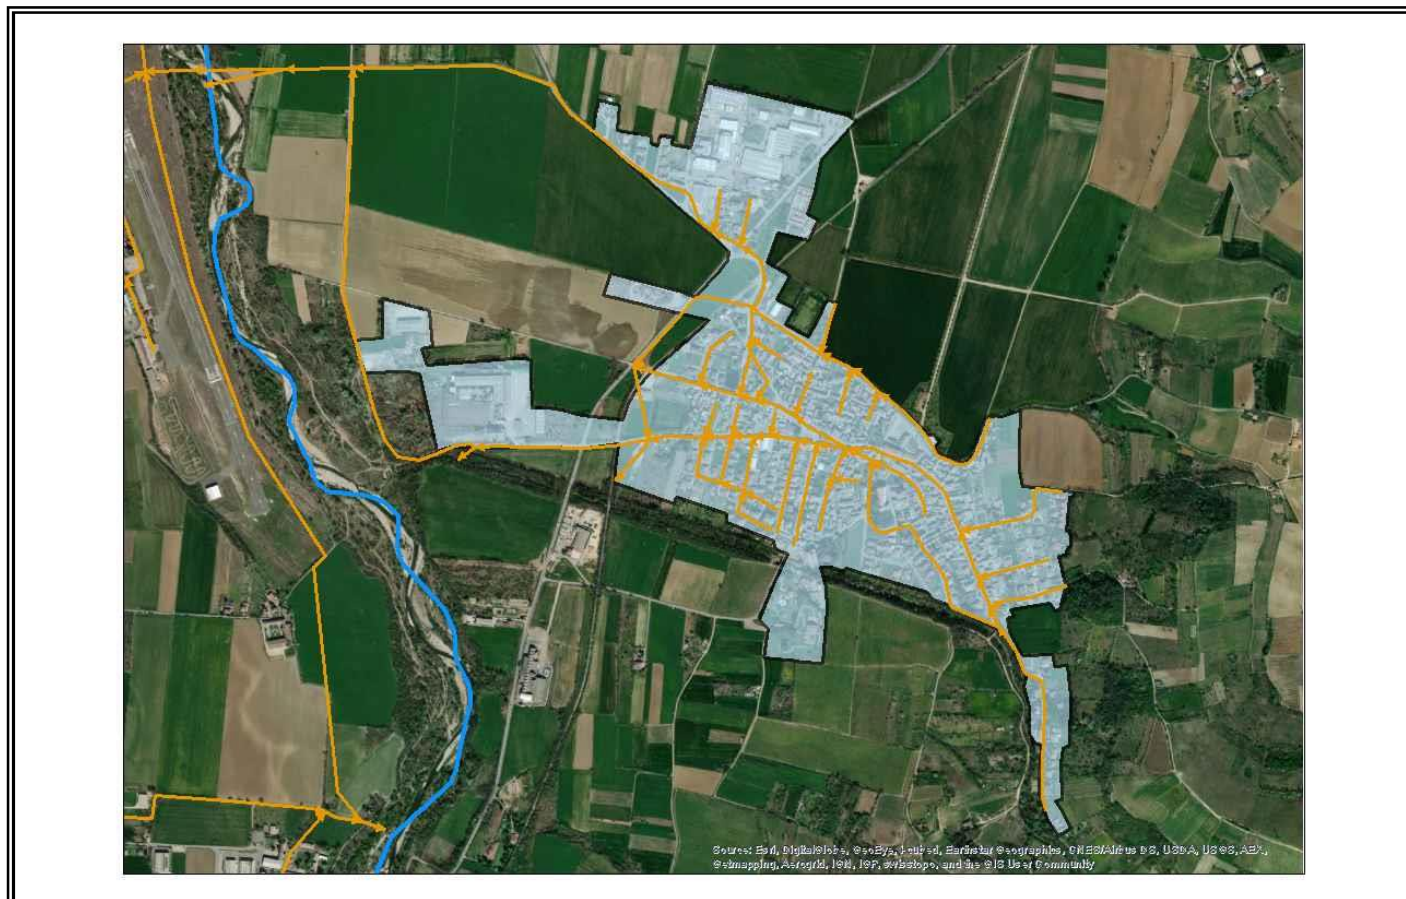 Source: Esri, DigitalGlobe, GeoEye, i-cubed, Earthstar Geographics, CNES/Airbus DS, USDA, USGS, AEX,
Getmapping, Aerogrid, IGN, IGP, swisstopo, and the GIS User Community